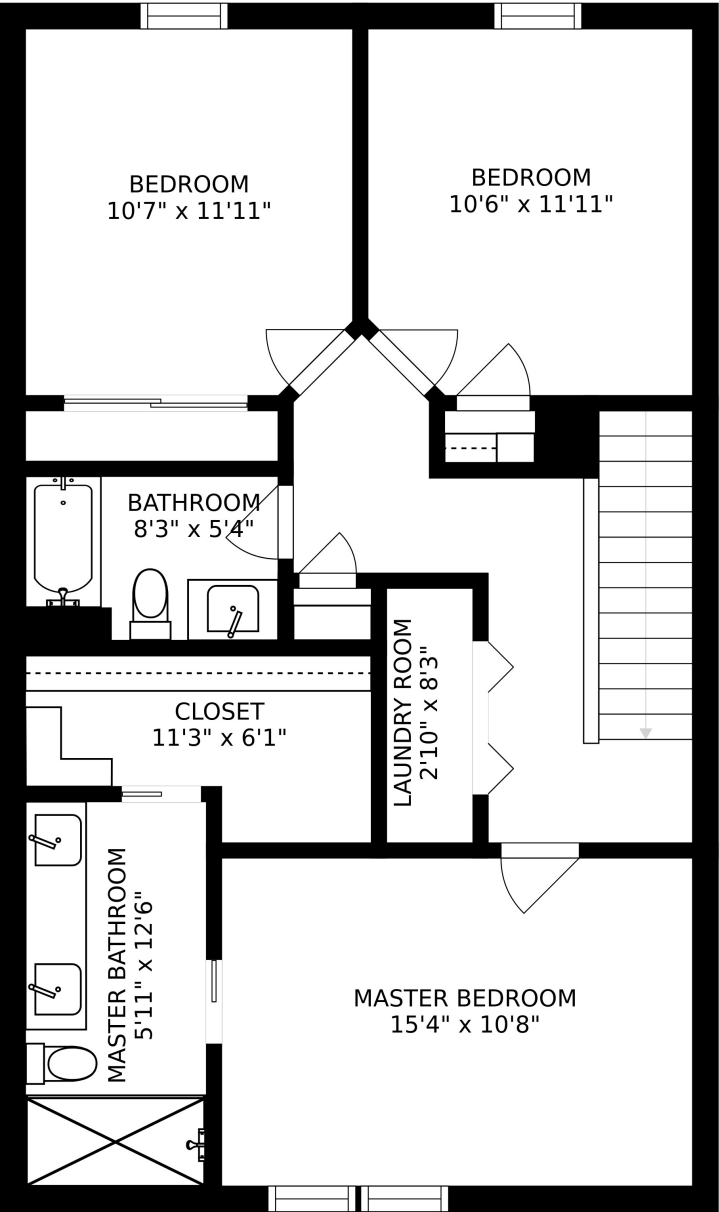 BEDROOM
10'7" x 11'11"
BEDROOM
10'6" x 11'11"
BATHROOM
8'3" x 5'4"
CLOSET
11'3" x 6'1"
LAUNDRY ROOM
2'10" x 8'3"
MASTER BATHROOM
5'11" x 12'6"
MASTER BEDROOM
15'4" x 10'8"